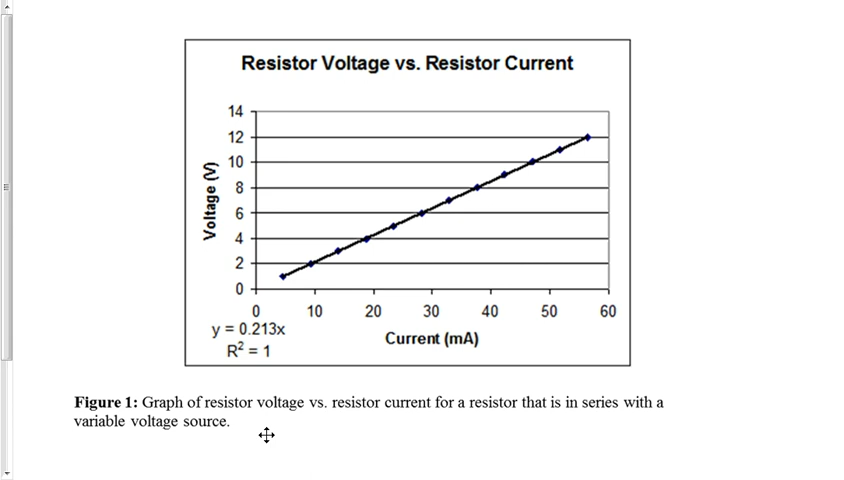 Resistor Voltage vs. Resistor Current
14
12
10
8
6
4
2
0
Voltage (V)
0 10 20 30 40 50 60
Current (mA)
y = 0.213x
R² = 1
Figure 1: Graph of resistor voltage vs. resistor current for a resistor that is in series with a
variable voltage source.